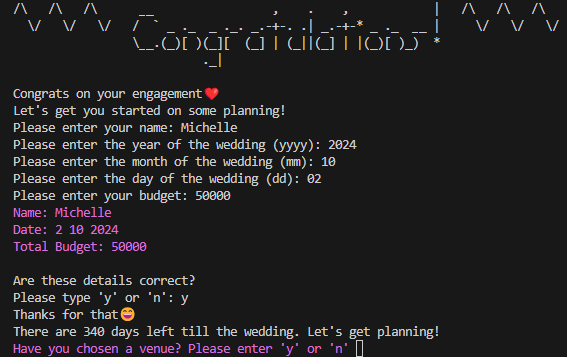 Congratulations *
Congrats on your engagement❤️
Let's get you started on some planning!
Please enter your name: Michelle
Please enter the year of the wedding (yyyy): 2024
Please enter the month of the wedding (mm): 10
Please enter the day of the wedding (dd): 02
Please enter your budget: 50000
Name: Michelle
Date: 2 10 2024
Total Budget: 50000
Are these details correct?
Please type 'y' or 'n': y
Thanks for that😄
There are 340 days left till the wedding. Let's get planning!
Have you chosen a venue? Please enter 'y' or 'n'